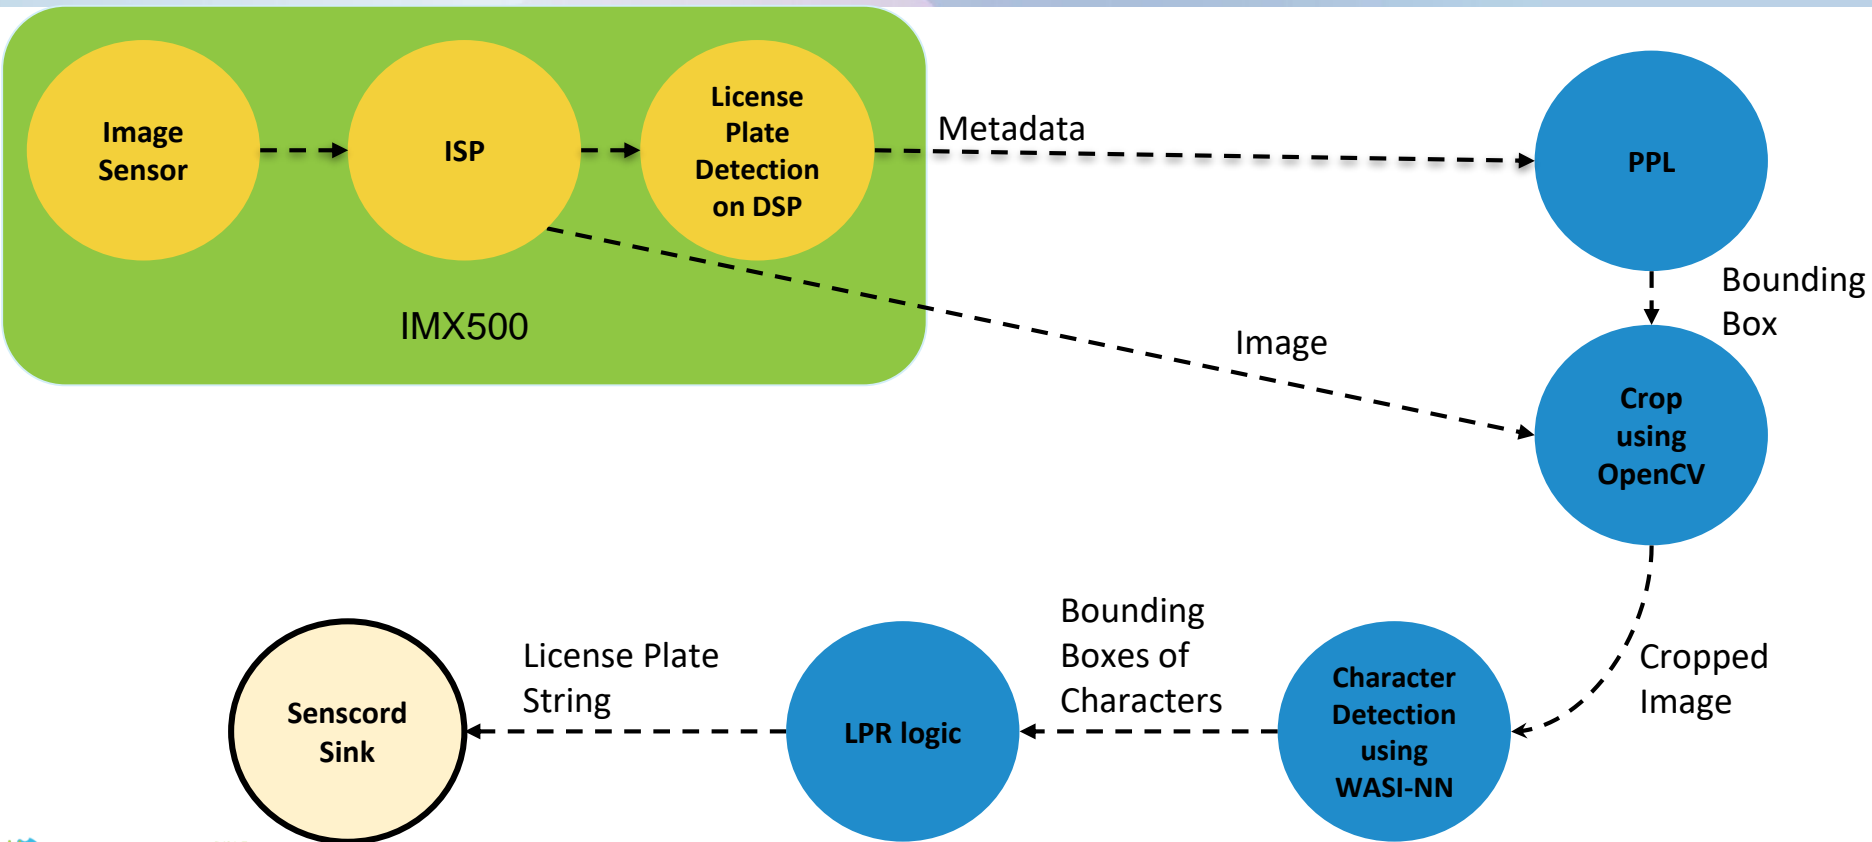 Image
Sensor
ISP
License
Plate
Detection
on DSP
IMX500
Metadata
PPL
Bounding
Box
Image
Crop
using
OpenCV
Cropped
Image
Character
Detection
using
WASI-NN
Bounding
Boxes of
Characters
LPR logic
License Plate
String
Senscord
Sink